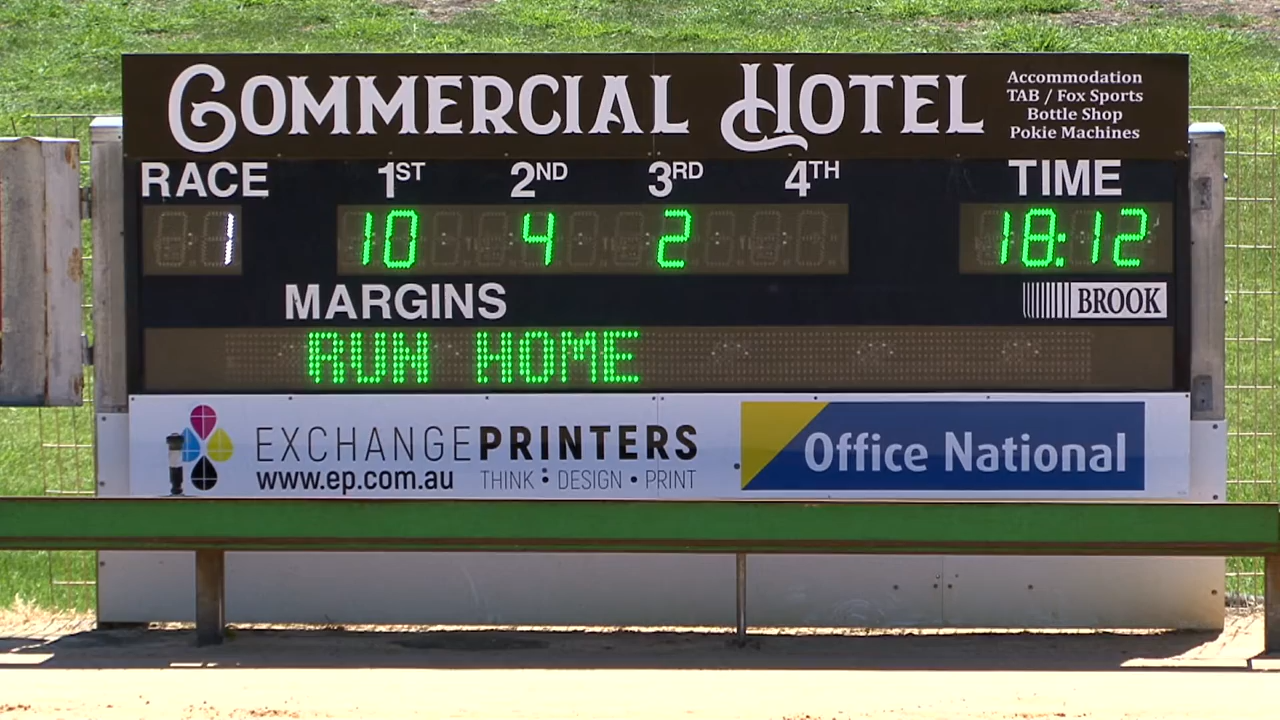 COMMERCIAL HOTEL
Accommodation
TAB / Fox Sports
Bottle Shop
Pokie Machines
RACE 1ST 2ND 3RD 4TH TIME
1 10 4 2 18:12
MARGINS
BROOK
RUN HOME
EXCHANGEPRINTERS
www.ep.com.au THINK : DESIGN • PRINT
Office National